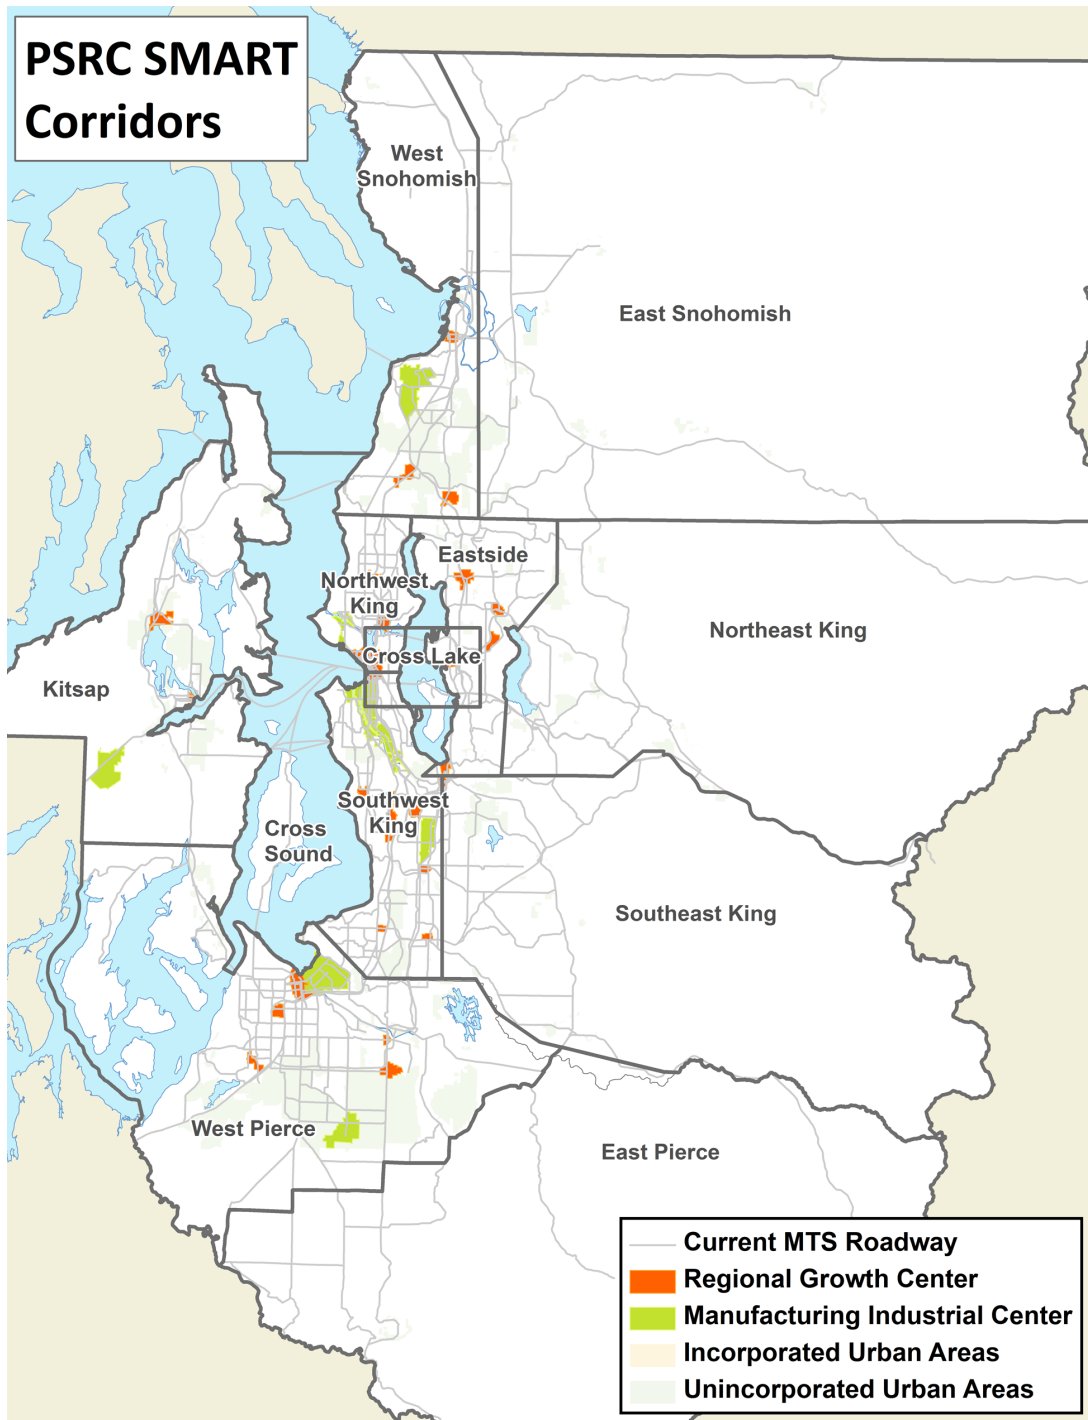 PSRC SMART
Corridors
West
Snohomish
East Snohomish
Eastside
Northwest
King
Northeast King
Cross Lake
Kitsap
Southwest
King
Cross
Sound
Southeast King
West Pierce
East Pierce
Current MTS Roadway
Regional Growth Center
Manufacturing Industrial Center
Incorporated Urban Areas
Unincorporated Urban Areas